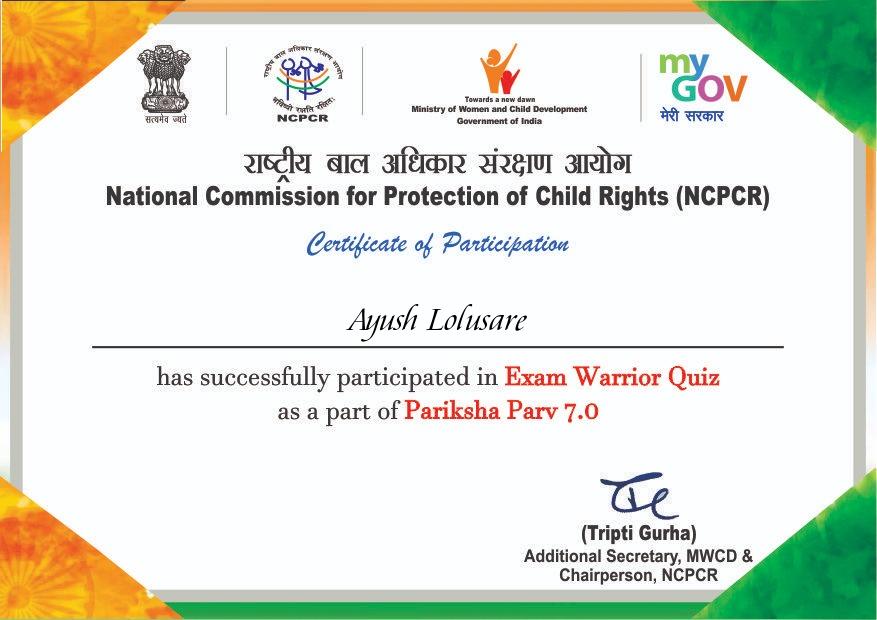 सत्यमेव जयते
राष्ट्रीय बाल अधिकार संरक्षण आयोग
NCPCR
Towards a new dawn
Ministry of Women and Child Development
Government of India
my
GOV
मेरी सरकार
राष्ट्रीय बाल अधिकार संरक्षण आयोग
National Commission for Protection of Child Rights (NCPCR)
Certificate of Participation
Ayush Lolusare
has successfully participated in Exam Warrior Quiz
as a part of Pariksha Parv 7.0
(Tripti Gurha)
Additional Secretary, MWCD &
Chairperson, NCPCR